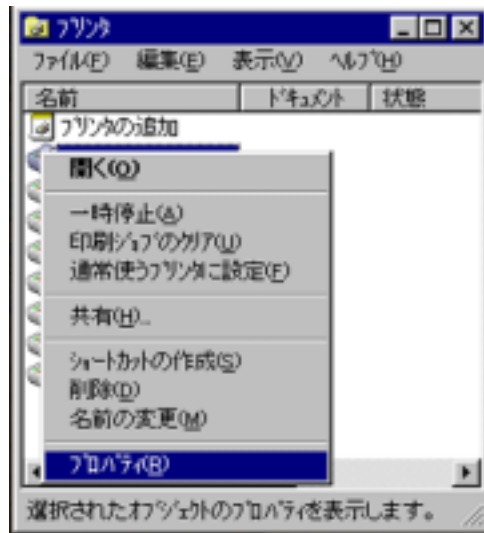 プリンタ
ファイル(F) 編集(E) 表示(V) ヘルプ(H)
名前 ドキュメント 状態
プリンタの追加
開く(O)
一時停止(A)
印刷ジョブのクリア(U)
通常使うプリンタに設定(F)
共有(H)...
ショートカットの作成(S)
削除(D)
名前の変更(M)
プロパティ(R)
選択されたオブジェクトのプロパティを表示します。